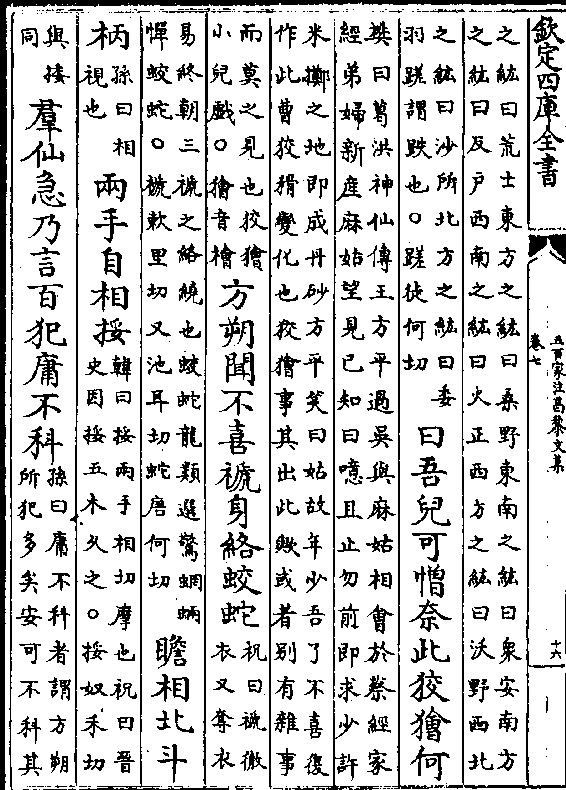 欽定四庫全書
五百家注昌黎文集
卷七
十六
之紘曰荒士東方之紘曰桑野東南之紘曰衆安南方
之紘曰反户西南之紘曰火正西方之紘曰沃野西北
之紘曰沙所北方之紘曰委
羽蹉謂跌也○蹉徒何切
曰吾兒可憎奈此狡獪何
樊曰葛洪神仙傳王方平過吳與麻姑相會於蔡經家
經弟婦新產麻姑望見已知曰噫且止勿前即求少許
米擲之地即成丹砂方平笑曰姑故年少吾了不喜復
作此曹狡猾變化也狡獪事其出此歟或者别有雜事
而莫之見也狡獪
小兒戲○獪音檜
方朔聞不喜褫身絡蛟蛇
祝曰褫徹
衣又奪衣
易終朝三褫之絡繞也蛟蛇龍類選驚蜩蜽
憚蛟蛇○褫敕里切又池耳切蛇唐何切
瞻相北斗
柄
孫曰相
視也
兩手自相挼
韓曰挼兩手相切摩也祝曰晉
史因挼五木久之○挼奴禾切
與接
同
羣仙急乃言百犯庸不科
孫曰庸不科者謂方朔
所犯多矣安可不科其